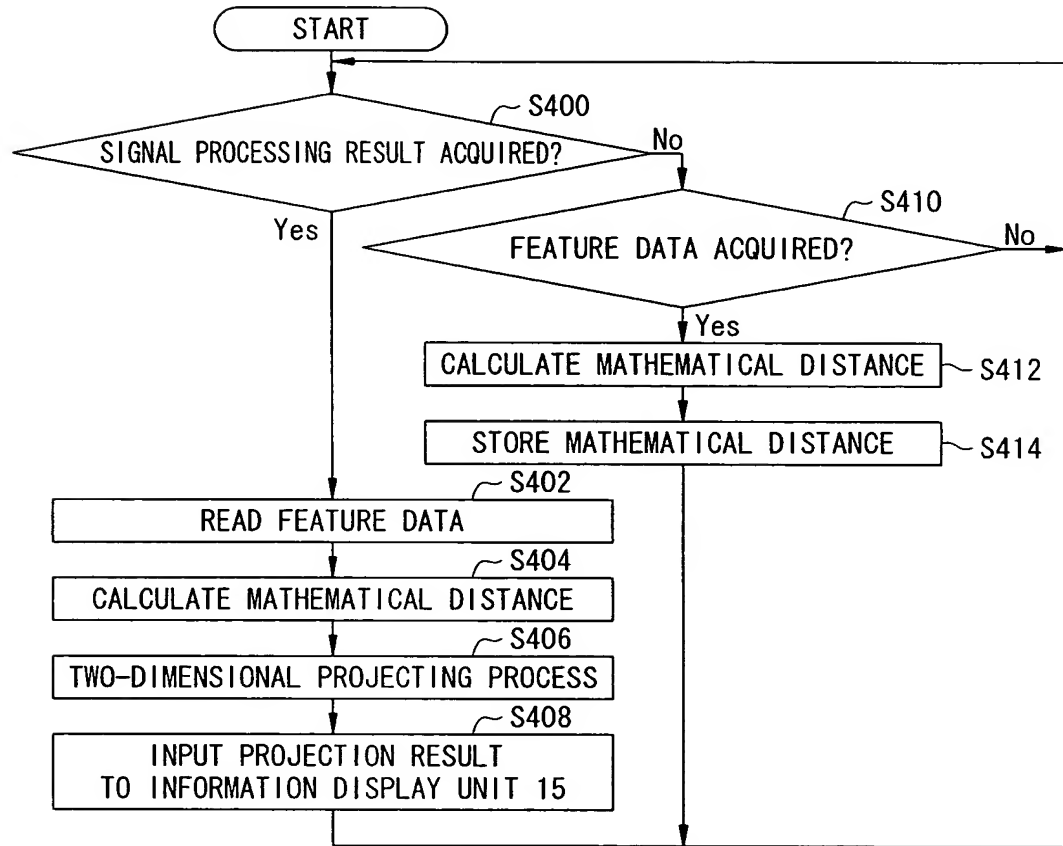 START
S400
SIGNAL PROCESSING RESULT ACQUIRED?
No
S410
Yes
FEATURE DATA ACQUIRED?
No
Yes
CALCULATE MATHEMATICAL DISTANCE
S412
STORE MATHEMATICAL DISTANCE
S414
S402
READ FEATURE DATA
S404
CALCULATE MATHEMATICAL DISTANCE
S406
TWO-DIMENSIONAL PROJECTING PROCESS
S408
INPUT PROJECTION RESULT
TO INFORMATION DISPLAY UNIT 15